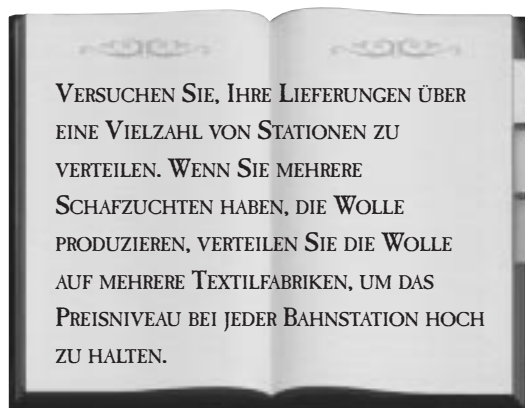 Versuchen Sie, Ihre Lieferungen über
eine Vielzahl von Stationen zu
verteilen. Wenn Sie mehrere
Schafzuchten haben, die Wolle
produzieren, verteilen Sie die Wolle
auf mehrere Textilfabriken, um das
Preisniveau bei jeder Bahnstation hoch
zu halten.